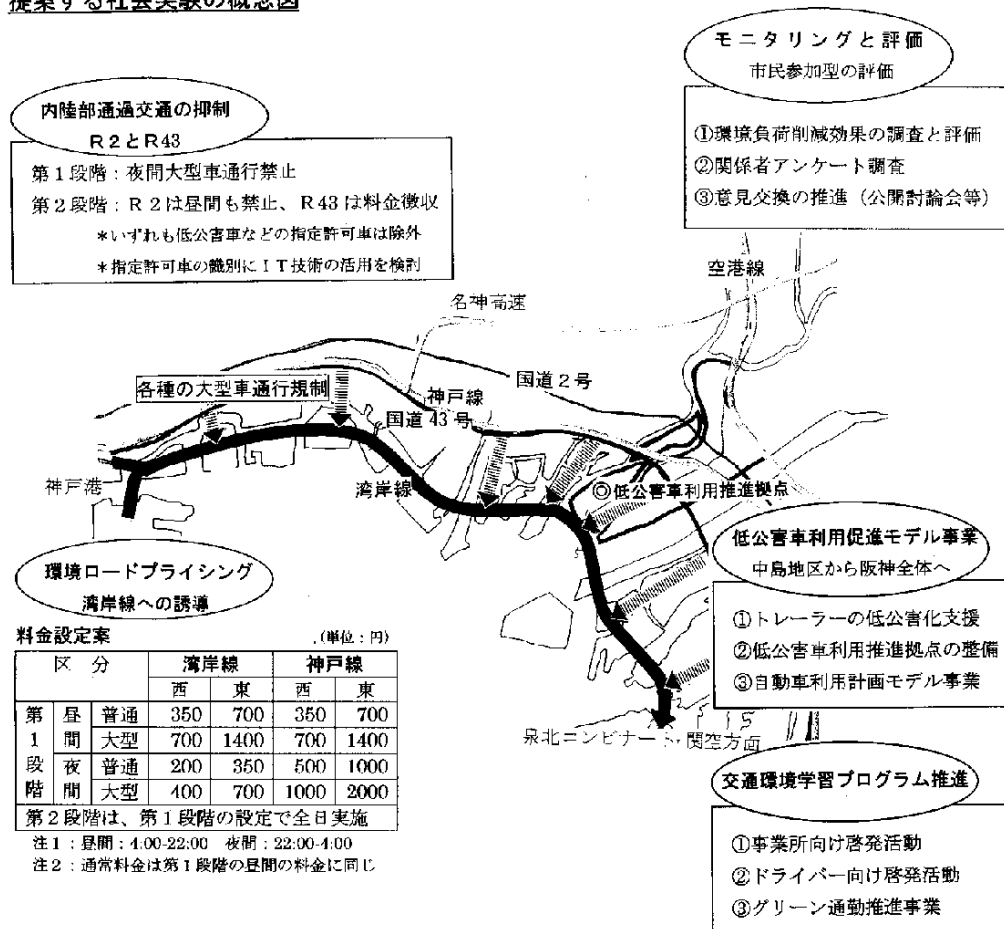 提案する社会実験の概念図
モニタリングと評価
市民参加型の評価
①環境負荷削減効果の調査と評価
②関係者アンケート調査
③意見交換の推進（公開討論会等）
内陸部通過交通の抑制
R2とR43
第1段階：夜間大型車通行禁止
第2段階：R2は昼間も禁止、R43は料金徴収
＊いずれも低公害車などの指定許可車は除外
＊指定許可車の識別にIT技術の活用を検討
空港線
名神高速
国道2号
各種の大型車通行規制
神戸線
国道43号
神戸港
湾岸線
◎低公害車利用推進拠点
低公害車利用促進モデル事業
中島地区から阪神全体へ
①トレーラーの低公害化支援
②低公害車利用推進拠点の整備
③自動車利用計画モデル事業
泉北コンビナート・関空方面
環境ロードプライシング
湾岸線への誘導
料金設定案 （単位：円）
区 分 湾岸線 神戸線
西 東 西 東
第1段階 昼間 普通 350 700 350 700
大型 700 1400 700 1400
夜間 普通 200 350 500 1000
大型 400 700 1000 2000
第2段階は、第1段階の設定で全日実施
注1：昼間：4:00-22:00 夜間：22:00-4:00
注2：通常料金は第1段階の昼間の料金に同じ
交通環境学習プログラム推進
①事業所向け啓発活動
②ドライバー向け啓発活動
③グリーン通勤推進事業